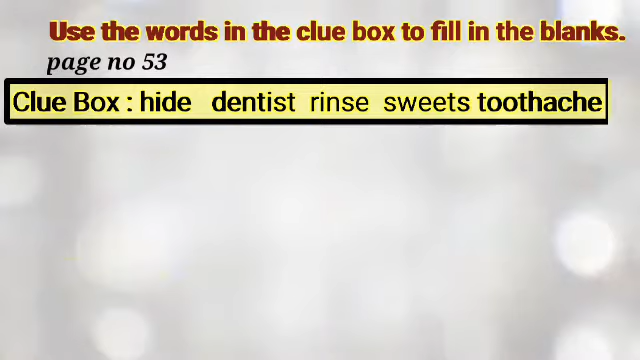 Use the words in the clue box to fill in the blanks.
page no 53
Clue Box : hide dentist rinse sweets toothache